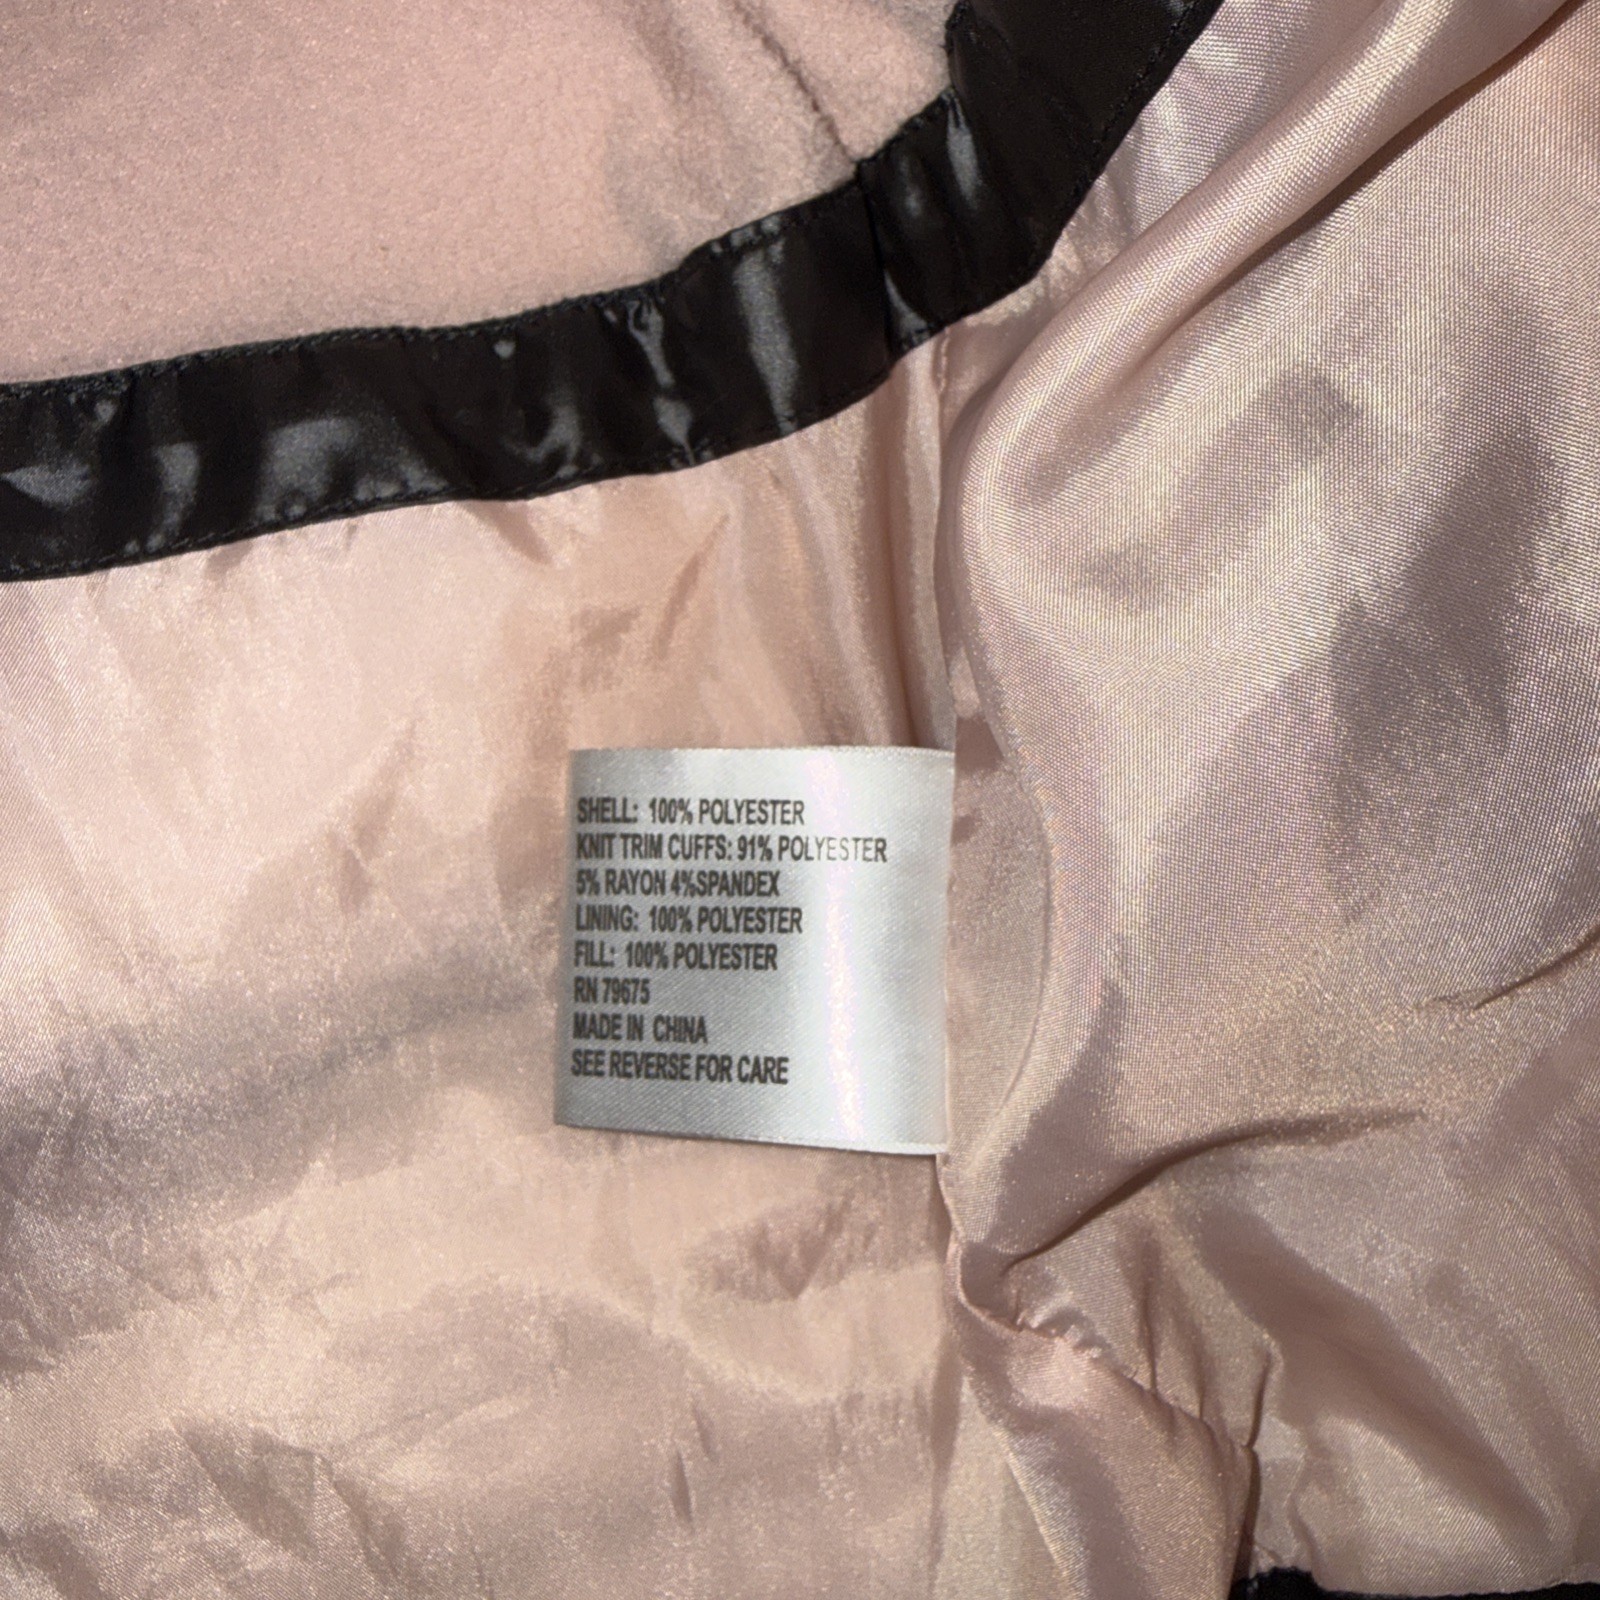 SHELL: 100% POLYESTER
KNIT TRIM CUFFS: 91% POLYESTER
5% RAYON 4%SPANDEX
LINING: 100% POLYESTER
FILL: 100% POLYESTER
RN 79675
MADE IN CHINA
SEE REVERSE FOR CARE